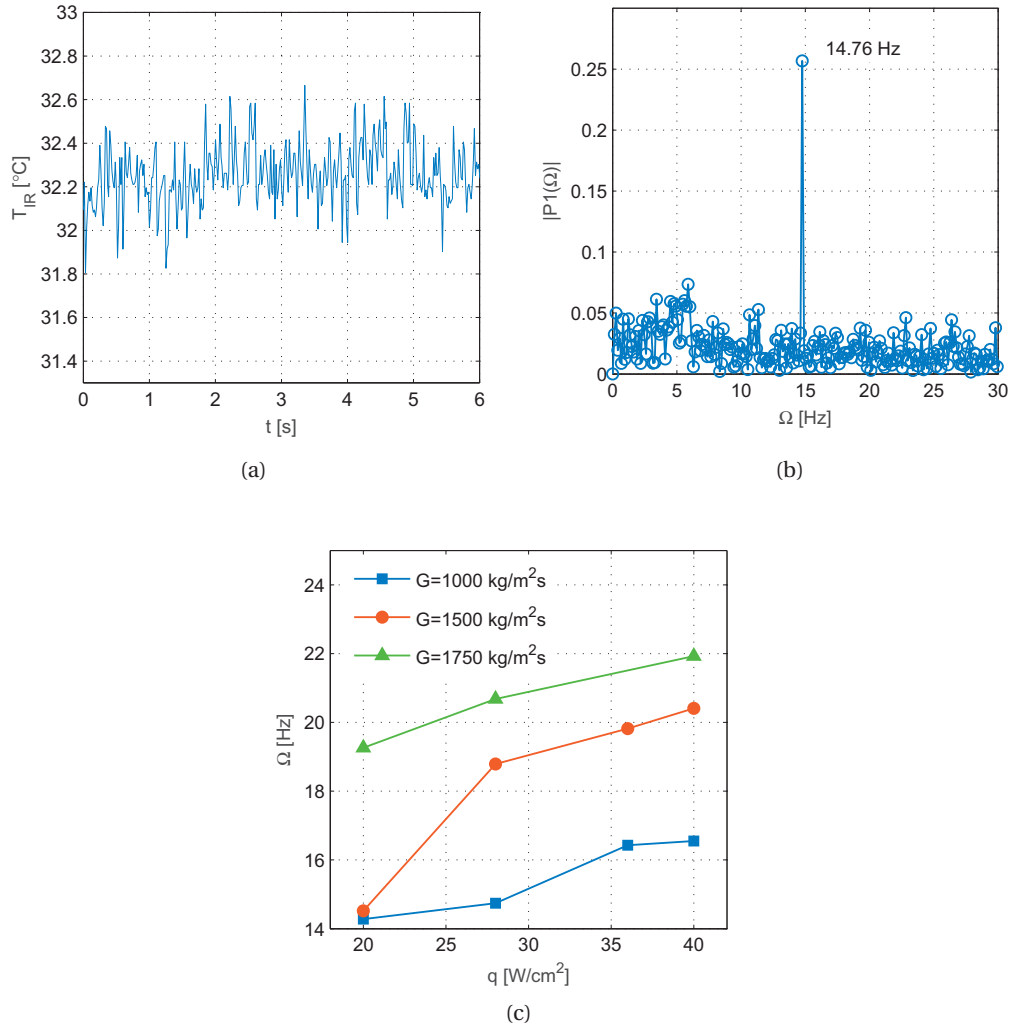 33
32.8
32.6
32.4
32.2
32
31.8
31.6
31.4
T_IR [°C]
0 1 2 3 4 5 6
t [s]
(a)
14.76 Hz
0.25
0.2
0.15
0.1
0.05
0
|P1(Ω)|
0 5 10 15 20 25 30
Ω [Hz]
(b)
24
22
20
18
16
14
Ω [Hz]
G=1000 kg/m²s
G=1500 kg/m²s
G=1750 kg/m²s
20 25 30 35 40
q [W/cm²]
(c)